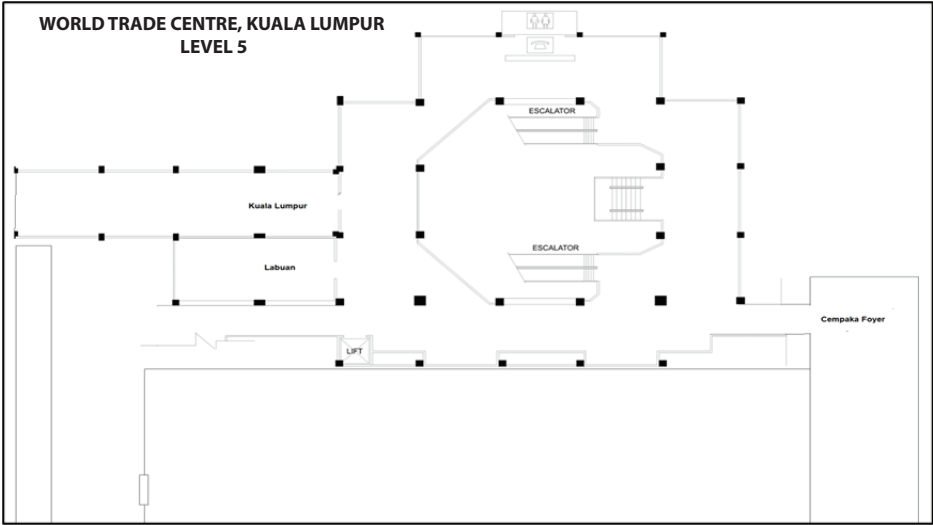 WORLD TRADE CENTRE, KUALA LUMPUR
LEVEL 5
ESCALATOR
Kuala Lumpur
ESCALATOR
Labuan
Cempaka Foyer
LIFT